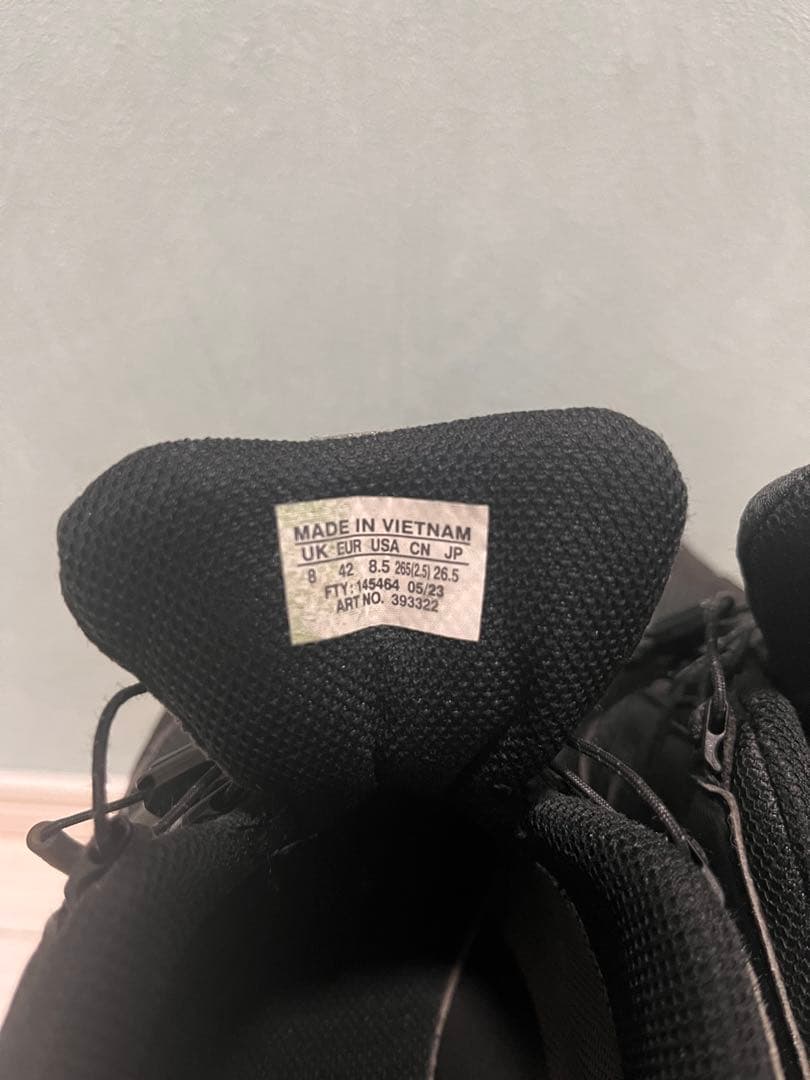 MADE IN VIETNAM
UK EUR USA CN JP
8 42 8.5 265(2.5) 26.5
FTY: 145464 05/23
ART NO. 393322